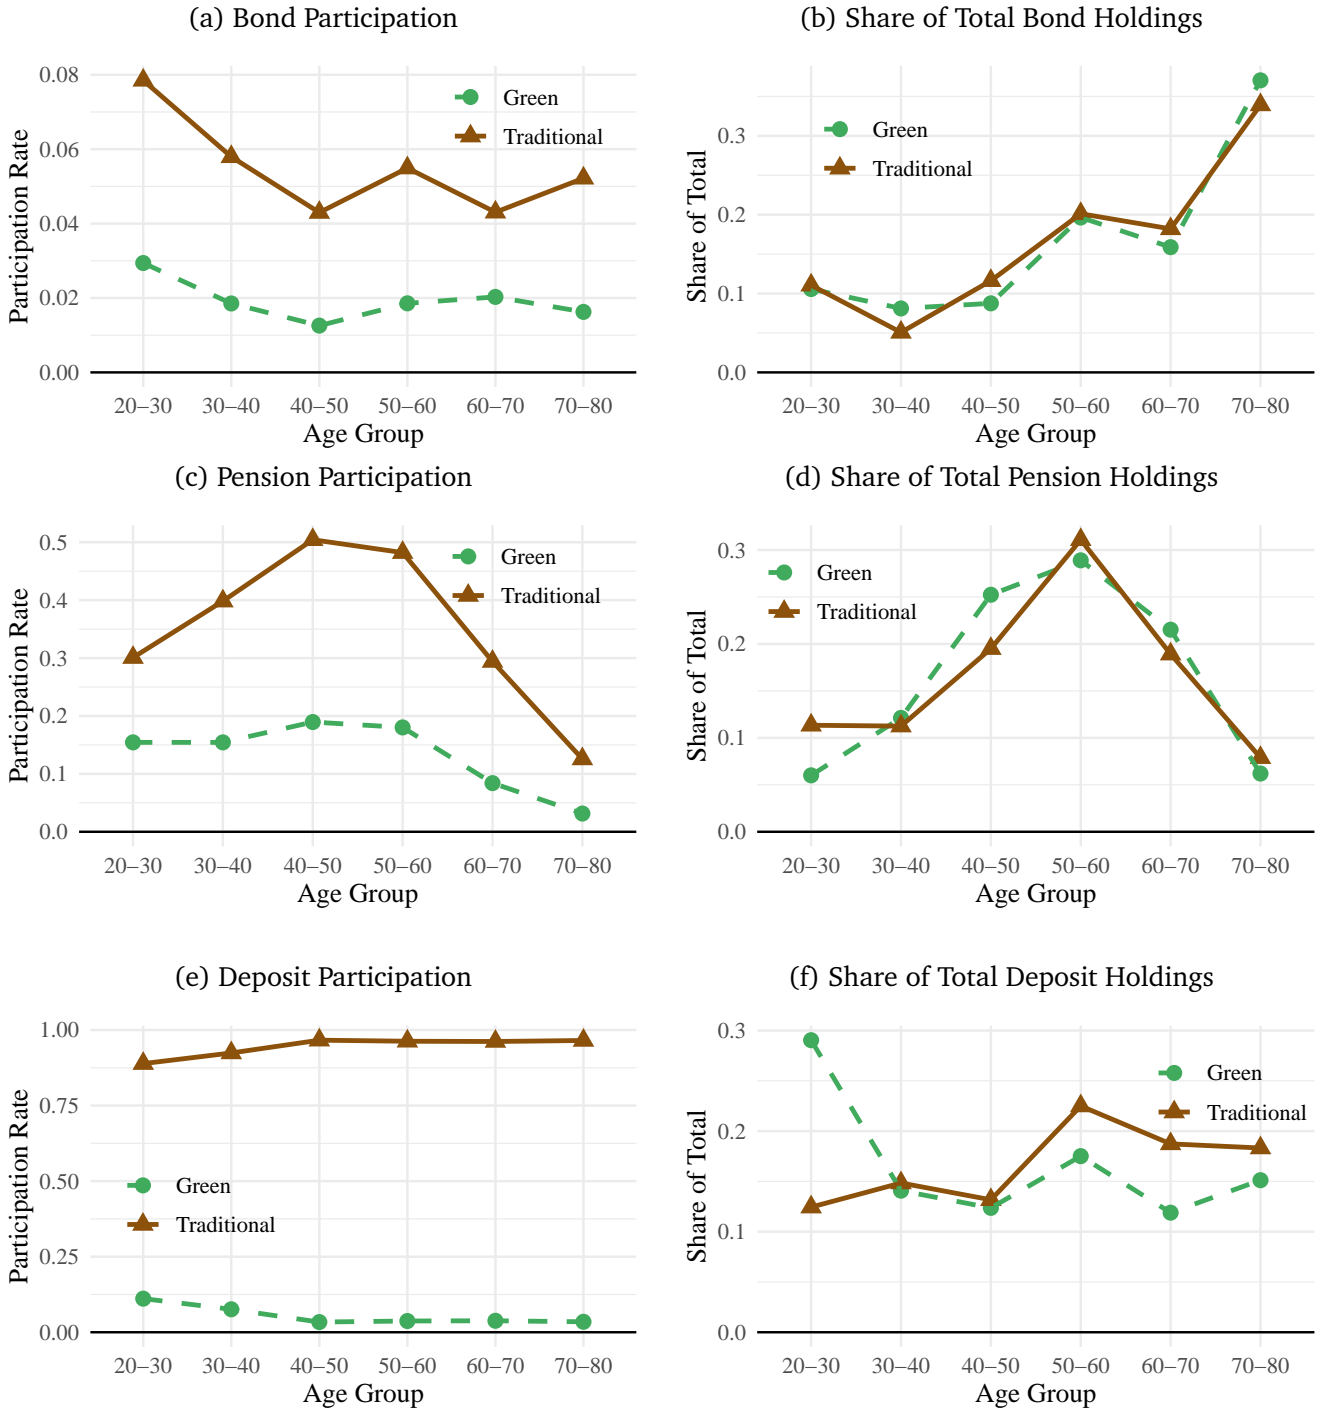 (a) Bond Participation
Participation Rate
0.08
0.06
0.04
0.02
0.00
Green
Traditional
20–30 30–40 40–50 50–60 60–70 70–80
Age Group
(b) Share of Total Bond Holdings
Share of Total
0.3
0.2
0.1
0.0
Green
Traditional
20–30 30–40 40–50 50–60 60–70 70–80
Age Group
(c) Pension Participation
Participation Rate
0.5
0.4
0.3
0.2
0.1
0.0
Green
Traditional
20–30 30–40 40–50 50–60 60–70 70–80
Age Group
(d) Share of Total Pension Holdings
Share of Total
0.3
0.2
0.1
0.0
Green
Traditional
20–30 30–40 40–50 50–60 60–70 70–80
Age Group
(e) Deposit Participation
Participation Rate
1.00
0.75
0.50
0.25
0.00
Green
Traditional
20–30 30–40 40–50 50–60 60–70 70–80
Age Group
(f) Share of Total Deposit Holdings
Share of Total
0.3
0.2
0.1
0.0
Green
Traditional
20–30 30–40 40–50 50–60 60–70 70–80
Age Group